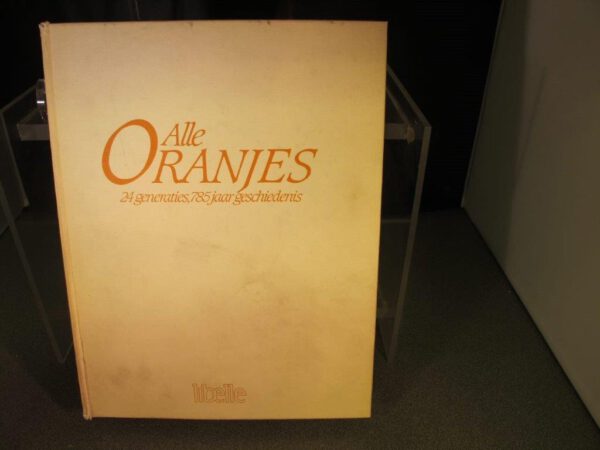 Alle
ORANJES
24 generaties, 785 jaar geschiedenis
libelle